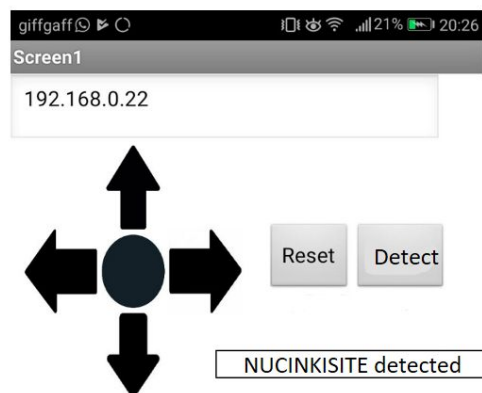 giffgaff 21% 20:26
Screen1
192.168.0.22
Reset Detect
NUCINKISITE detected